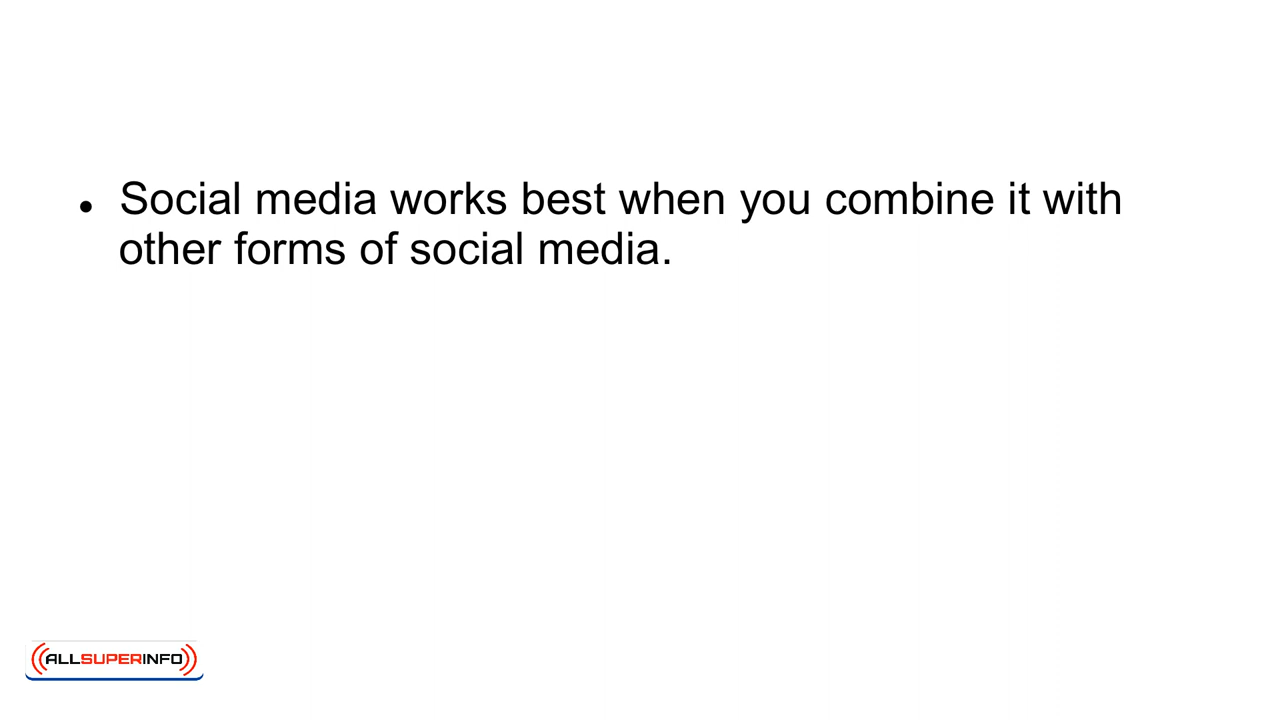 • Social media works best when you combine it with
other forms of social media.
ALLSUPERINFO